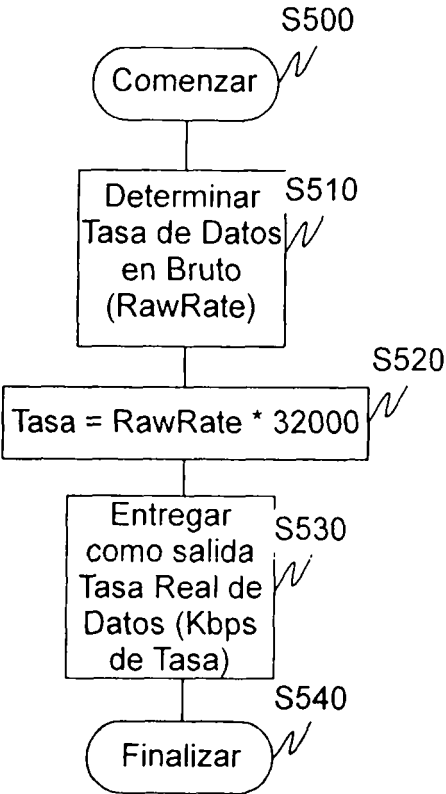 S500
Comenzar
S510
Determinar
Tasa de Datos
en Bruto
(RawRate)
S520
Tasa = RawRate * 32000
S530
Entregar
como salida
Tasa Real de
Datos (Kbps
de Tasa)
S540
Finalizar